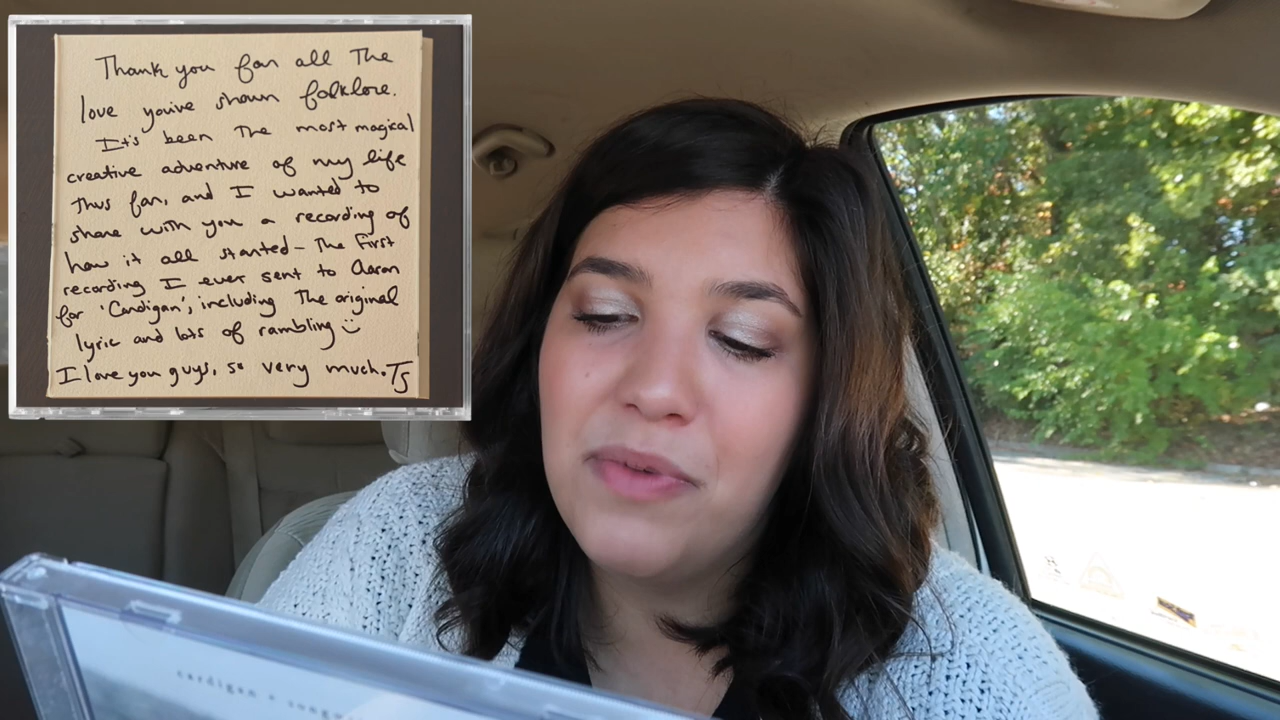 Thank you for all The
love you've shown folklore.
It's been The most magical
creative adventure of my life
Thus far, and I wanted to
share with you a recording of
how it all started - The first
recording I ever sent to Aaron
for 'Cardigan', including The original
lyric and lots of rambling :)
I love you guys, so very much. TS
cardigan